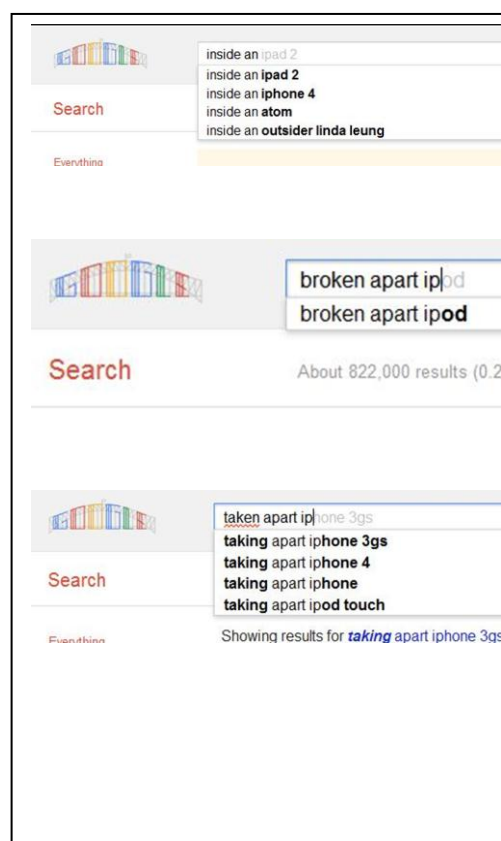 GOOGLE
inside an ipad 2
inside an ipad 2
inside an iphone 4
inside an atom
inside an outsider linda leung
Search
Everything
GOOGLE
broken apart ipod
broken apart ipod
Search
About 822,000 results (0.2
GOOGLE
taken apart iphone 3gs
taking apart iphone 3gs
taking apart iphone 4
taking apart iphone
taking apart ipod touch
Search
Everything
Showing results for taking apart iphone 3gs